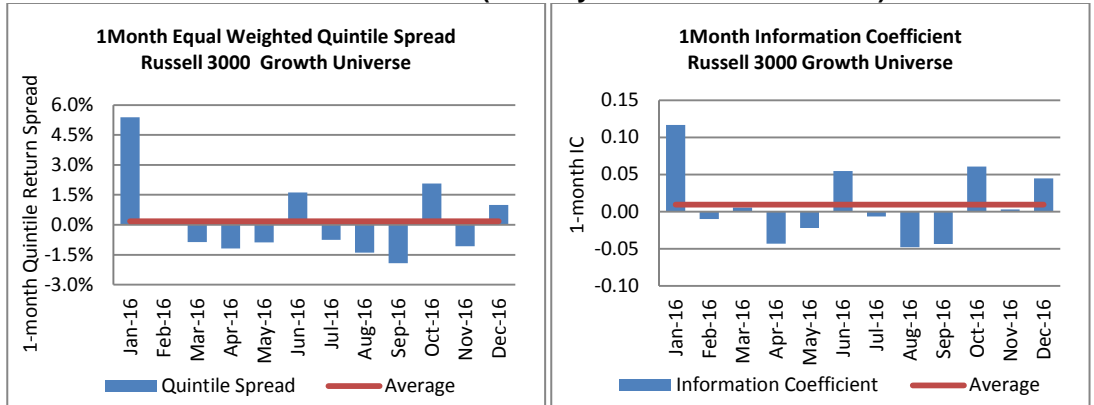 1Month Equal Weighted Quintile Spread
Russell 3000 Growth Universe
1-month Quintile Return Spread
6.0%
4.5%
3.0%
1.5%
0.0%
-1.5%
-3.0%
Jan-16
Feb-16
Mar-16
Apr-16
May-16
Jun-16
Jul-16
Aug-16
Sep-16
Oct-16
Nov-16
Dec-16
Quintile Spread
Average
1Month Information Coefficient
Russell 3000 Growth Universe
1-month IC
0.15
0.10
0.05
0.00
-0.05
-0.10
Jan-16
Feb-16
Mar-16
Apr-16
May-16
Jun-16
Jul-16
Aug-16
Sep-16
Oct-16
Nov-16
Dec-16
Information Coefficient
Average